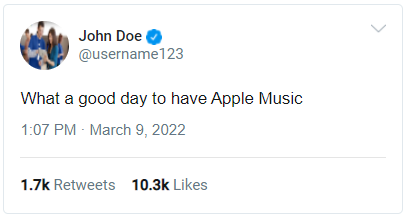 John Doe
@username123
What a good day to have Apple Music
1:07 PM · March 9, 2022
1.7k Retweets 10.3k Likes